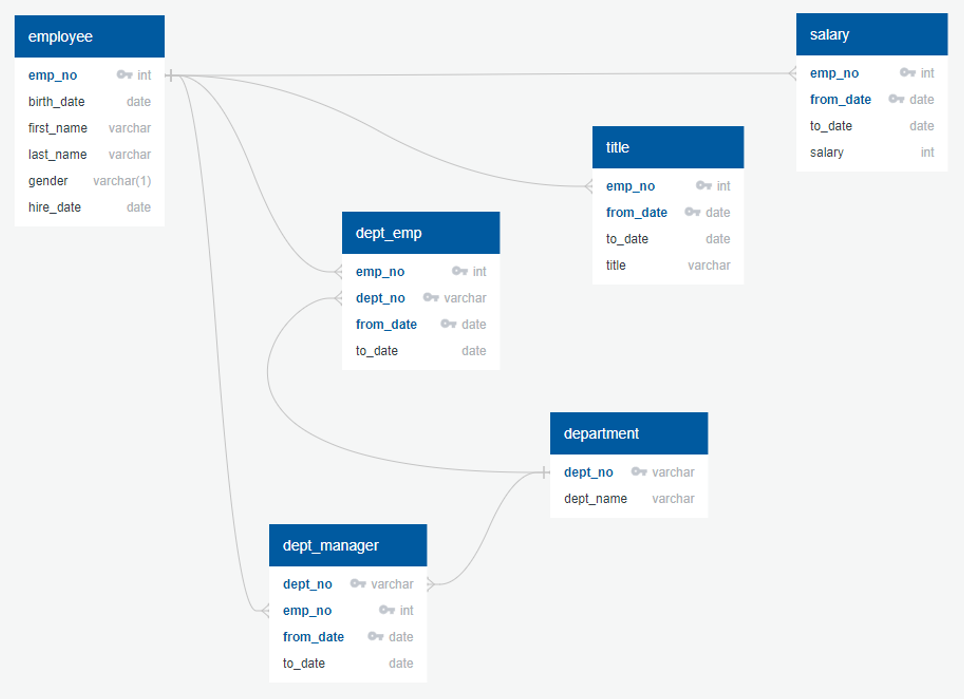 employee
emp_no int
birth_date date
first_name varchar
last_name varchar
gender varchar(1)
hire_date date
salary
emp_no int
from_date date
to_date date
salary int
title
emp_no int
from_date date
to_date date
title varchar
dept_emp
emp_no int
dept_no varchar
from_date date
to_date date
department
dept_no varchar
dept_name varchar
dept_manager
dept_no varchar
emp_no int
from_date date
to_date date